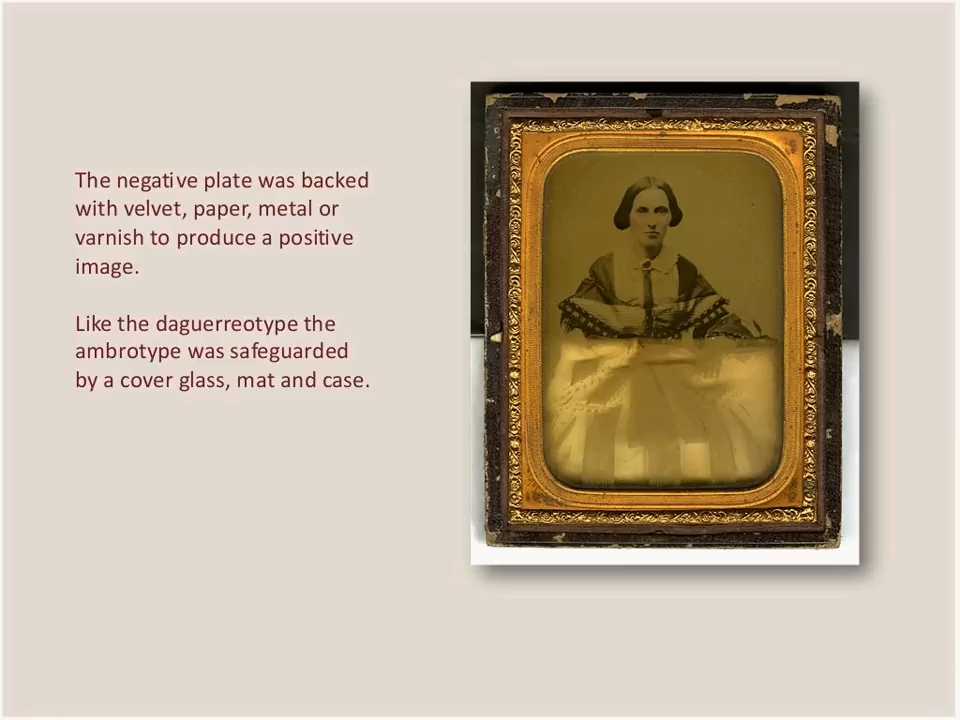 The negative plate was backed
with velvet, paper, metal or
varnish to produce a positive
image.
Like the daguerreotype the
ambrotype was safeguarded
by a cover glass, mat and case.